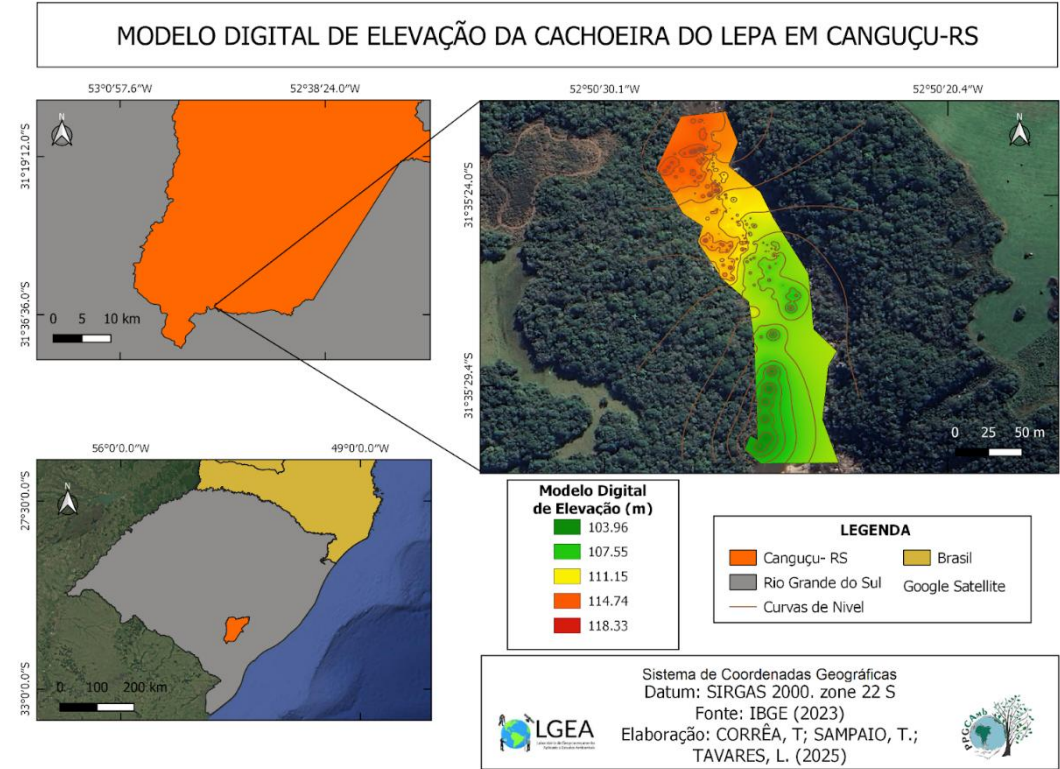 MODELO DIGITAL DE ELEVAÇÃO DA CACHOEIRA DO LEPA EM CANGUÇU-RS
53°0′57.6″W
52°38′24.0″W
N
31°19′12.0″S
31°36′36.0″S
0 5 10 km
52°50′30.1″W
52°50′20.4″W
N
31°35′24.0″S
31°35′29.4″S
0 25 50 m
56°0′0.0″W
49°0′0.0″W
N
27°30′0.0″S
33°0′0.0″S
0 100 200 km
Modelo Digital
de Elevação (m)
103.96
107.55
111.15
114.74
118.33
LEGENDA
Canguçu- RS
Brasil
Rio Grande do Sul
Google Satellite
Curvas de Nivel
Sistema de Coordenadas Geográficas
Datum: SIRGAS 2000. zone 22 S
Fonte: IBGE (2023)
Elaboração: CORRÊA, T; SAMPAIO, T.;
TAVARES, L. (2025)
LGEA
PPGCAmb